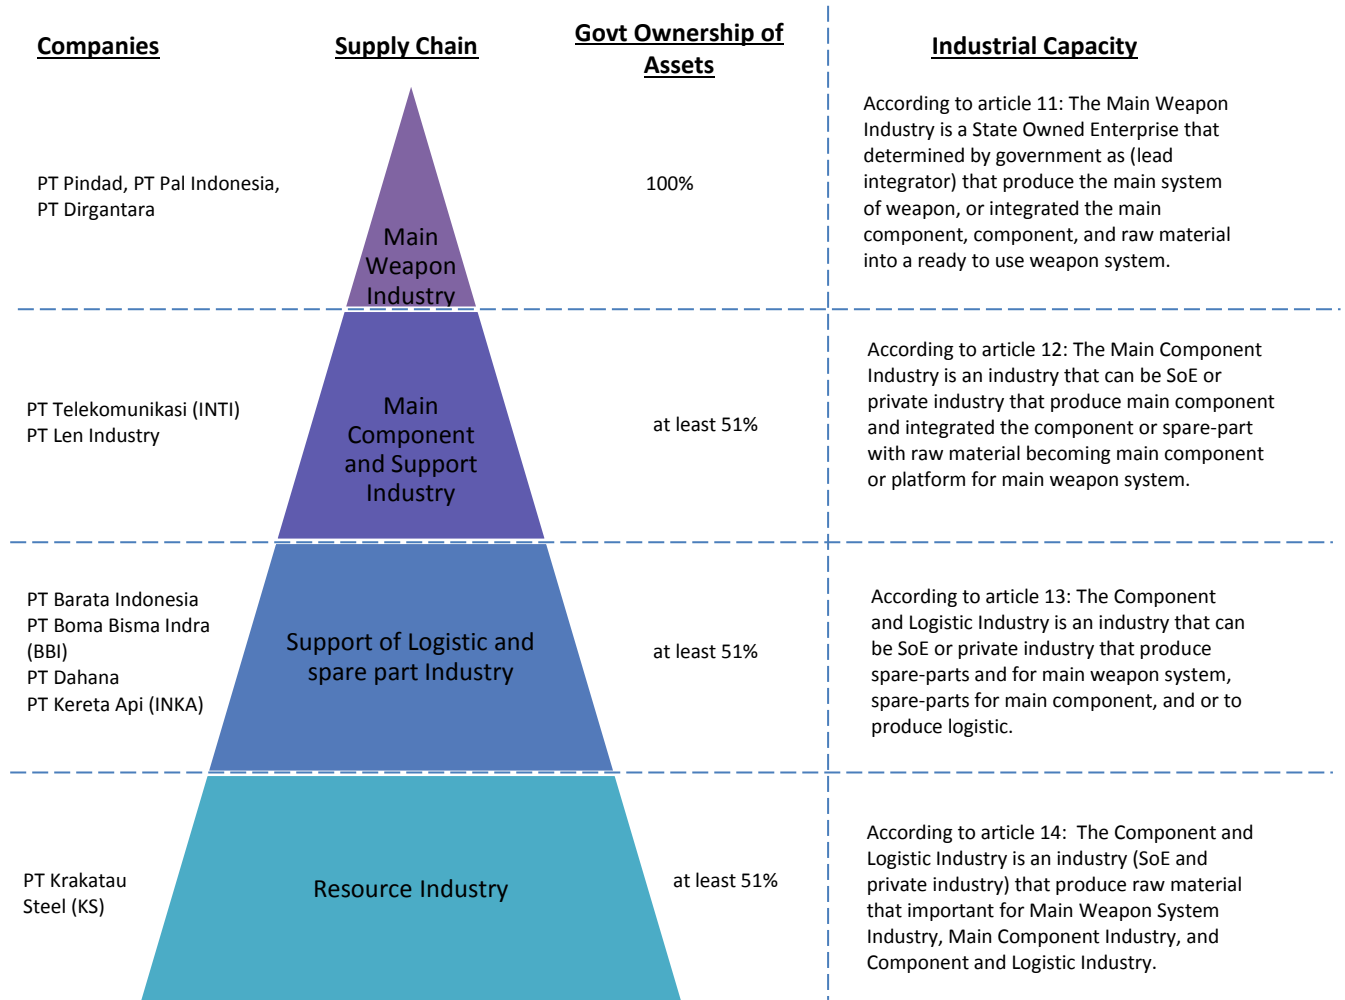 Companies
Supply Chain
Govt Ownership of
Assets
Industrial Capacity
PT Pindad, PT Pal Indonesia,
PT Dirgantara
Main
Weapon
Industry
100%
According to article 11: The Main Weapon
Industry is a State Owned Enterprise that
determined by government as (lead
integrator) that produce the main system
of weapon, or integrated the main
component, component, and raw material
into a ready to use weapon system.
PT Telekomunikasi (INTI)
PT Len Industry
Main
Component
and Support
Industry
at least 51%
According to article 12: The Main Component
Industry is an industry that can be SoE or
private industry that produce main component
and integrated the component or spare-part
with raw material becoming main component
or platform for main weapon system.
PT Barata Indonesia
PT Boma Bisma Indra
(BBI)
PT Dahana
PT Kereta Api (INKA)
Support of Logistic and
spare part Industry
at least 51%
According to article 13: The Component
and Logistic Industry is an industry that can
be SoE or private industry that produce
spare-parts and for main weapon system,
spare-parts for main component, and or to
produce logistic.
PT Krakatau
Steel (KS)
Resource Industry
at least 51%
According to article 14:  The Component and
Logistic Industry is an industry (SoE and
private industry) that produce raw material
that important for Main Weapon System
Industry, Main Component Industry, and
Component and Logistic Industry.